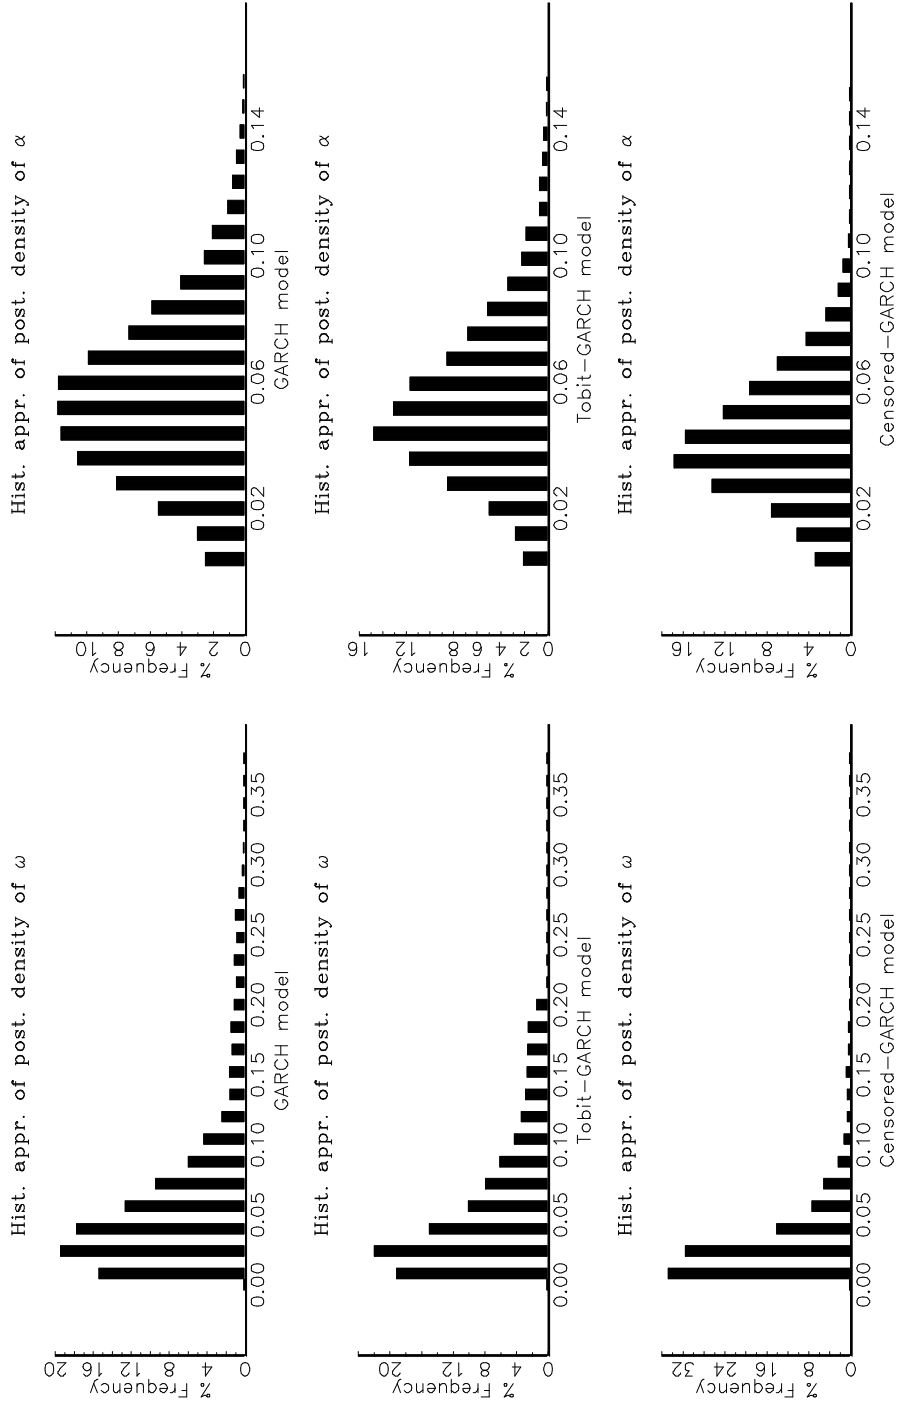 Hist. appr. of post. density of ω
% Frequency
20
16
12
8
4
0
0.00 0.05 0.10 0.15 0.20 0.25 0.30 0.35
GARCH model
Hist. appr. of post. density of α
% Frequency
10
8
6
4
2
0
0.02 0.06 0.10 0.14
GARCH model
Hist. appr. of post. density of ω
% Frequency
20
12
8
4
0
0.00 0.05 0.10 0.15 0.20 0.25 0.30 0.35
Tobit-GARCH model
Hist. appr. of post. density of α
% Frequency
16
12
8
4
2
0
0.02 0.06 0.10 0.14
Tobit-GARCH model
Hist. appr. of post. density of ω
% Frequency
32
24
16
8
0
0.00 0.05 0.10 0.15 0.20 0.25 0.30 0.35
Censored-GARCH model
Hist. appr. of post. density of α
% Frequency
16
12
8
4
0
0.02 0.06 0.10 0.14
Censored-GARCH model